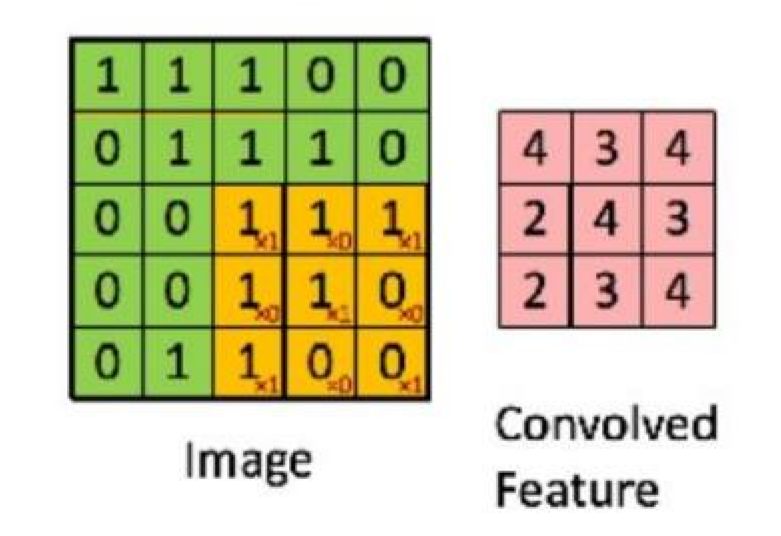 1 1 1 0 0
0 1 1 1 0
4 3 4
0 0 1×1 1×0 1×1
2 4 3
0 0 1×0 1×1 0×0
2 3 4
0 1 1×1 0×0 0×1
Image
Convolved
Feature